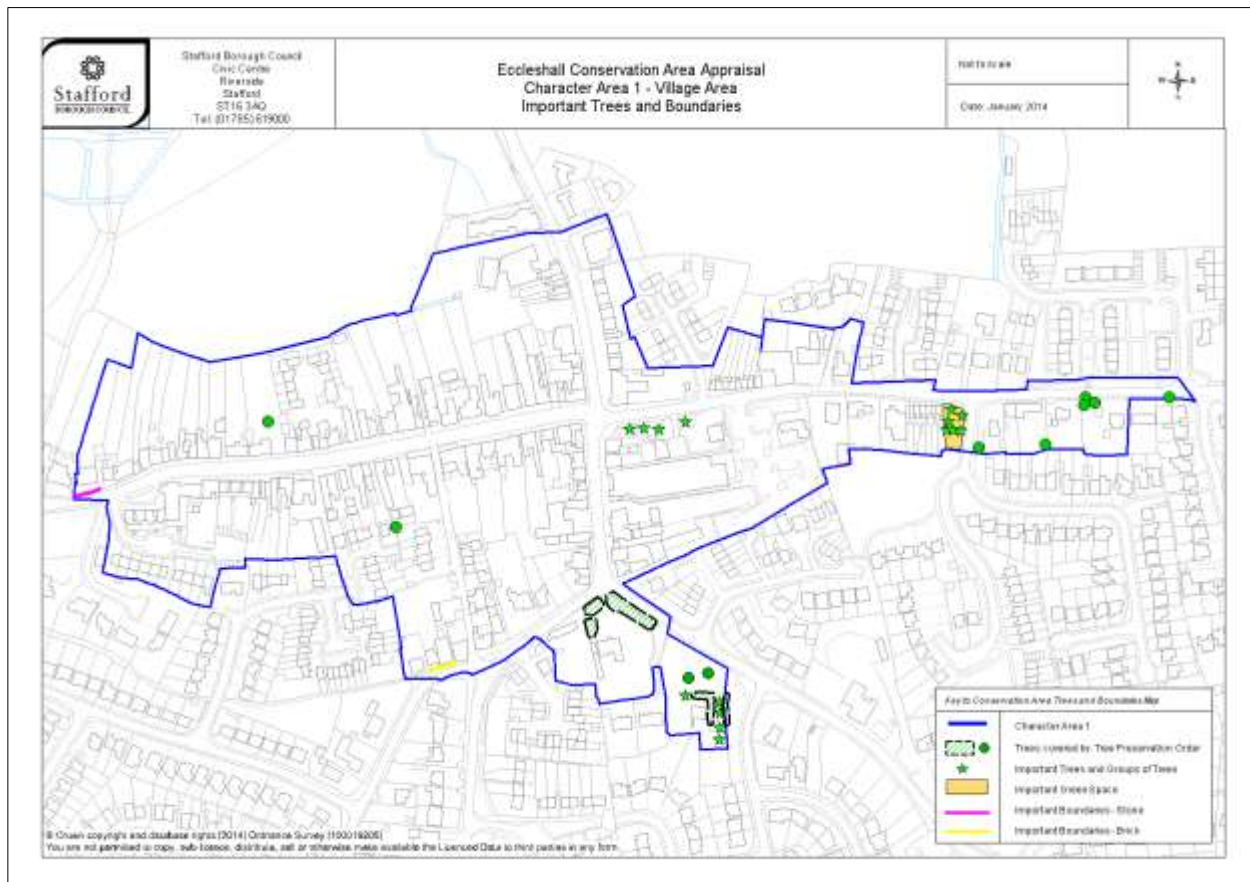 Stafford
BOROUGH COUNCIL
Stafford Borough Council
Civic Centre
Riverside
Stafford
ST16 3AQ
Tel: (01785) 619000
Eccleshall Conservation Area Appraisal
Character Area 1 - Village Area
Important Trees and Boundaries
Not to scale
Date: January 2014
N
W E
S
Key to Conservation Area Trees and Boundaries Map
Character Area 1
Trees covered by Tree Preservation Order
Important Trees and Groups of Trees
Important Green Space
Important Boundaries - Stone
Important Boundaries - Brick
© Crown copyright and database rights [2014] Ordnance Survey [100018205]
You are not permitted to copy, sub-licence, distribute, sell or otherwise make available the Licensed Data to third parties in any form